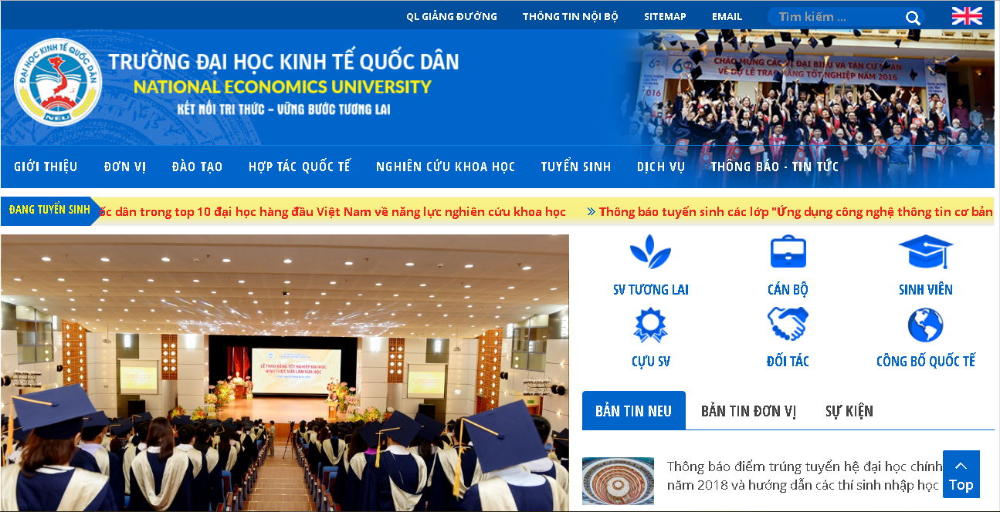 QL GIẢNG ĐƯỜNG THÔNG TIN NỘI BỘ SITEMAP EMAIL Tìm kiếm ...
ĐẠI HỌC KINH TẾ QUỐC DÂN
NEU
TRƯỜNG ĐẠI HỌC KINH TẾ QUỐC DÂN
NATIONAL ECONOMICS UNIVERSITY
KẾT NỐI TRI THỨC – VỮNG BƯỚC TƯƠNG LAI
CHÀO MỪNG CÁC VỊ ĐẠI BIỂU VÀ TÂN CỬ NHÂN
VỀ DỰ LỄ TRAO BẰNG TỐT NGHIỆP NĂM 2016
2016
GIỚI THIỆU ĐƠN VỊ ĐÀO TẠO HỢP TÁC QUỐC TẾ NGHIÊN CỨU KHOA HỌC TUYỂN SINH DỊCH VỤ THÔNG BÁO - TIN TỨC
ĐANG TUYỂN SINH ốc dân trong top 10 đại học hàng đầu Việt Nam về năng lực nghiên cứu khoa học » Thông báo tuyển sinh các lớp "Ứng dụng công nghệ thông tin cơ bản
LỄ TRAO BẰNG TỐT NGHIỆP ĐẠI HỌC
HÌNH THỨC VỪA LÀM VỪA HỌC
SV TƯƠNG LAI CÁN BỘ SINH VIÊN
CỰU SV ĐỐI TÁC CÔNG BỐ QUỐC TẾ
BẢN TIN NEU BẢN TIN ĐƠN VỊ SỰ KIỆN
Thông báo điểm trúng tuyển hệ đại học chính
năm 2018 và hướng dẫn các thí sinh nhập học
Top